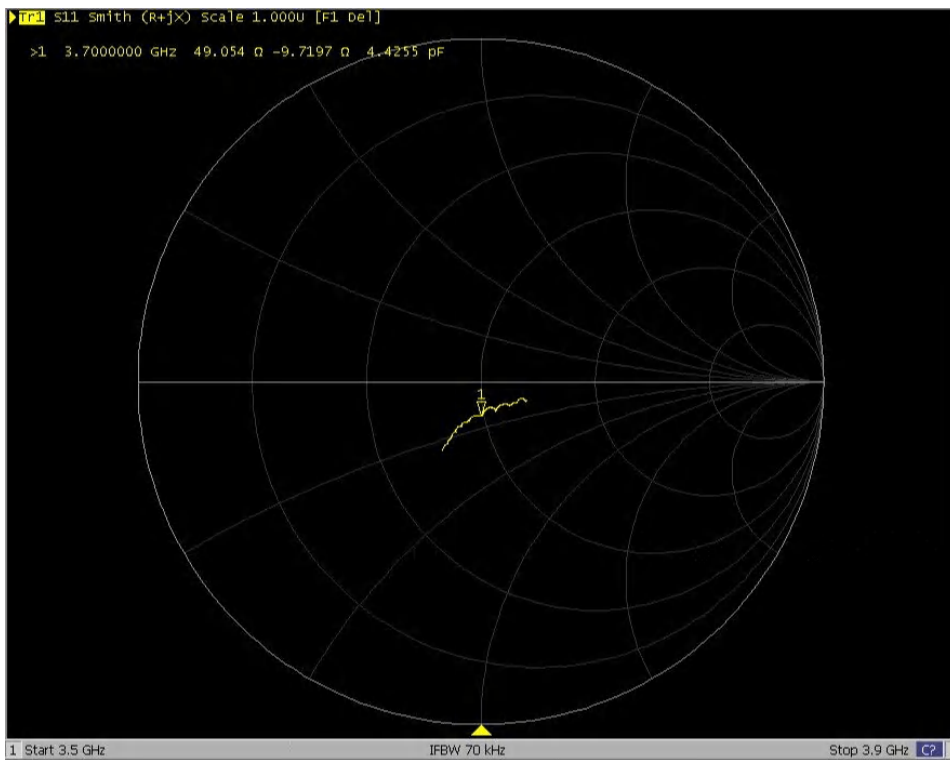 Tr1 S11 Smith (R+jX) Scale 1.000U [F1 Del]
>1 3.7000000 GHz 49.054 Ω -9.7197 Ω 4.4255 pF
1
1 Start 3.5 GHz IFBW 70 kHz Stop 3.9 GHz C?